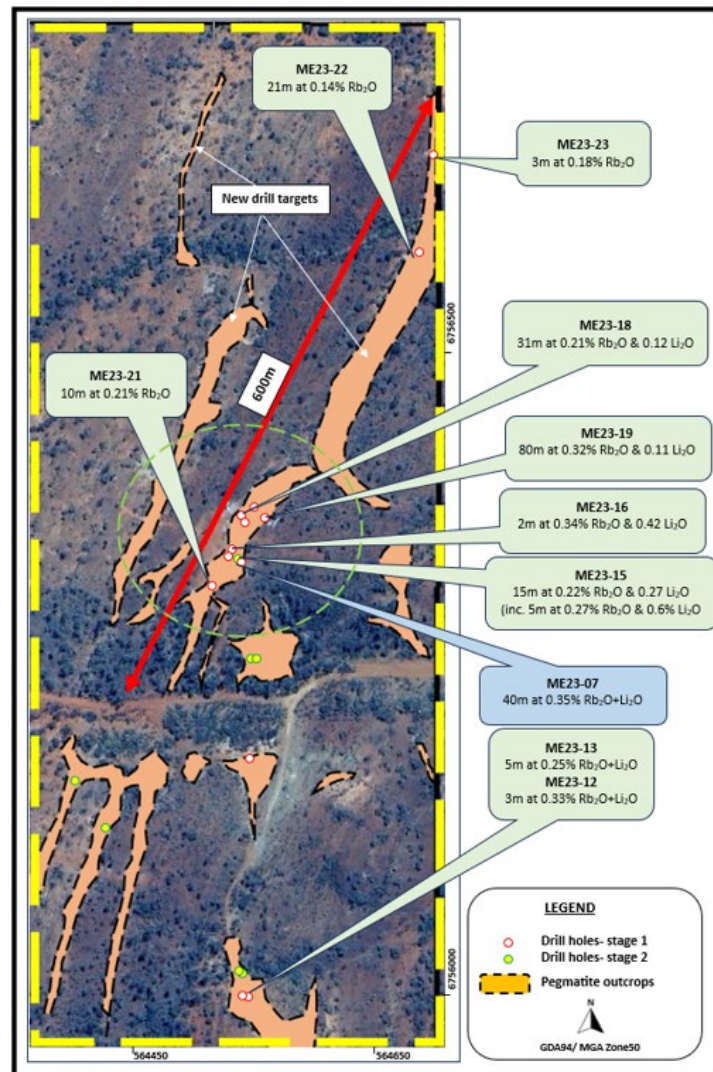 ME23-22
21m at 0.14% Rb₂O
ME23-23
3m at 0.18% Rb₂O
New drill targets
6756500
ME23-18
31m at 0.21% Rb₂O & 0.12 Li₂O
600m
ME23-21
10m at 0.21% Rb₂O
ME23-19
80m at 0.32% Rb₂O & 0.11 Li₂O
ME23-16
2m at 0.34% Rb₂O & 0.42 Li₂O
ME23-15
15m at 0.22% Rb₂O & 0.27 Li₂O
(inc. 5m at 0.27% Rb₂O & 0.6% Li₂O
ME23-07
40m at 0.35% Rb₂O+Li₂O
ME23-13
5m at 0.25% Rb₂O+Li₂O
ME23-12
3m at 0.33% Rb₂O+Li₂O
LEGEND
Drill holes- stage 1
Drill holes- stage 2
Pegmatite outcrops
N
GDA94/ MGA Zone50
6756000
564450
564650